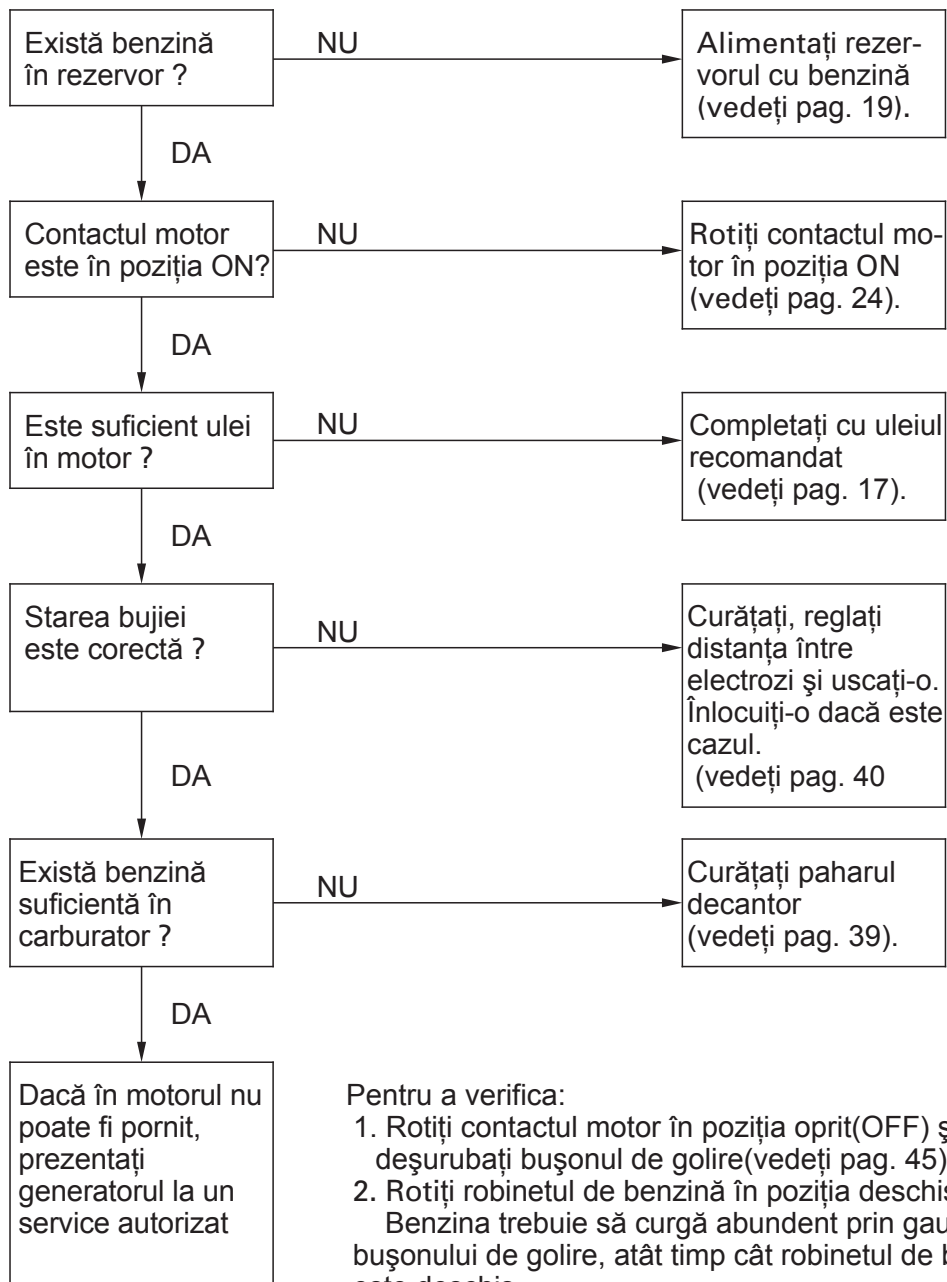 Există benzină
în rezervor ?
NU
Alimentați rezer-
vorul cu benzină
(vedeți pag. 19).
DA
Contactul motor
este în poziția ON?
NU
Rotiți contactul mo-
tor în poziția ON
(vedeți pag. 24).
DA
Este suficient ulei
în motor ?
NU
Completați cu uleiul
recomandat
(vedeți pag. 17).
DA
Starea bujiei
este corectă ?
NU
Curățați, reglați
distanța între
electrozi şi uscați-o.
Înlocuiți-o dacă este
cazul.
(vedeți pag. 40
DA
Există benzină
suficientă în
carburator ?
NU
Curățați paharul
decantor
(vedeți pag. 39).
DA
Dacă în motorul nu
poate fi pornit,
prezentați
generatorul la un
service autorizat
Pentru a verifica:
1. Rotiți contactul motor în poziția oprit(OFF)
deşurubați buşonul de golire(vedeți pag. 45)
2. Rotiți robinetul de benzină în poziția
Benzina trebuie să curgă abundent prin
buşonului de golire, atât timp cât robinetul de